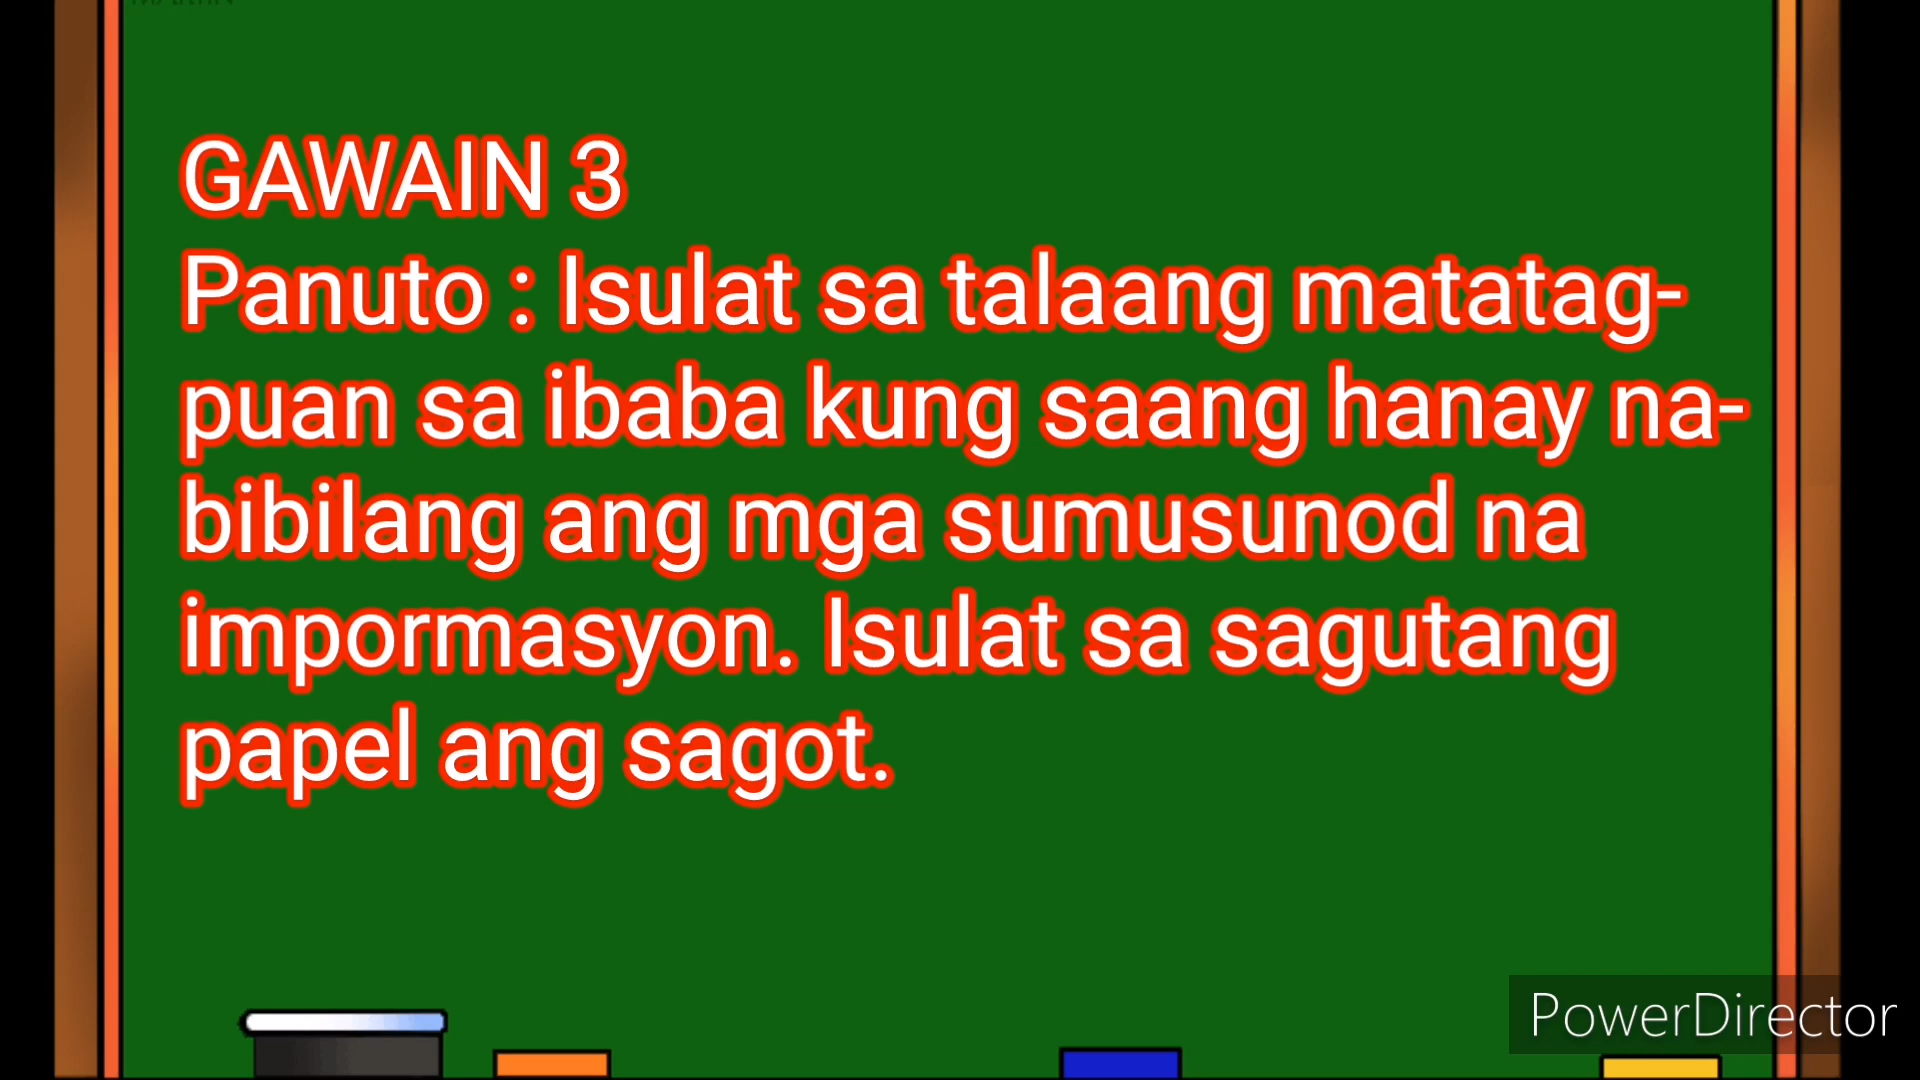 GAWAIN 3
Panuto : Isulat sa talaang matatag-
puan sa ibaba kung saang hanay na-
bibilang ang mga sumusunod na
impormasyon. Isulat sa sagutang
papel ang sagot.
PowerDirector